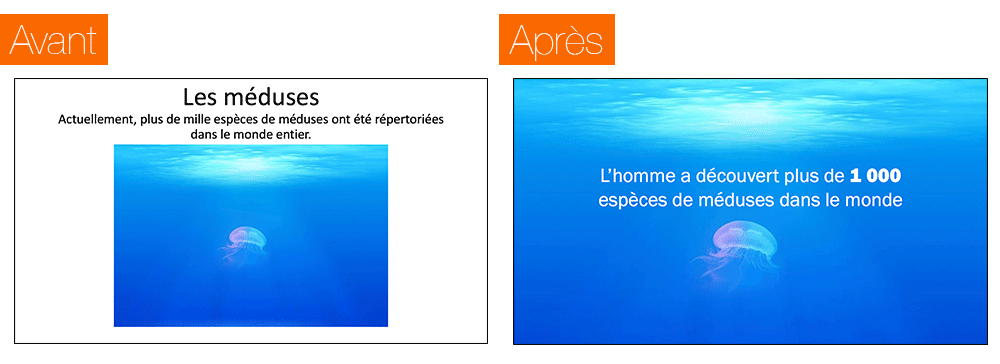 Avant
Les méduses
Actuellement, plus de mille espèces de méduses ont été répertoriées
dans le monde entier.
Après
L'homme a découvert plus de 1 000
espèces de méduses dans le monde